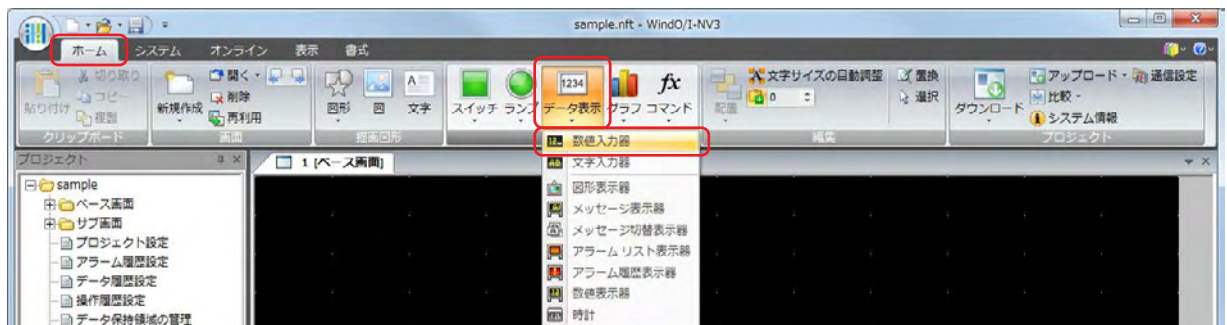 sample.nft - WindO/I-NV3
ホーム システム オンライン 表示 書式
切り取り 開く 文字サイズの自動調整 置換 アップロード 通信設定
コピー 削除 0 選択 比較
貼り付け 複製 新規作成 再利用 図形 図 文字 スイッチ ランプ データ表示 グラフ コマンド 配置 ダウンロード システム情報
A 1234 fx
クリップボード 画面 描画図形 編集 プロジェクト
プロジェクト
1 [ベース画面]
sample
ベース画面
サブ画面
プロジェクト設定
アラーム履歴設定
データ履歴設定
操作履歴設定
データ保持領域の管理
数値入力器
文字入力器
図形表示器
メッセージ表示器
メッセージ切替表示器
アラーム リスト表示器
アラーム履歴表示器
数値表示器
時計